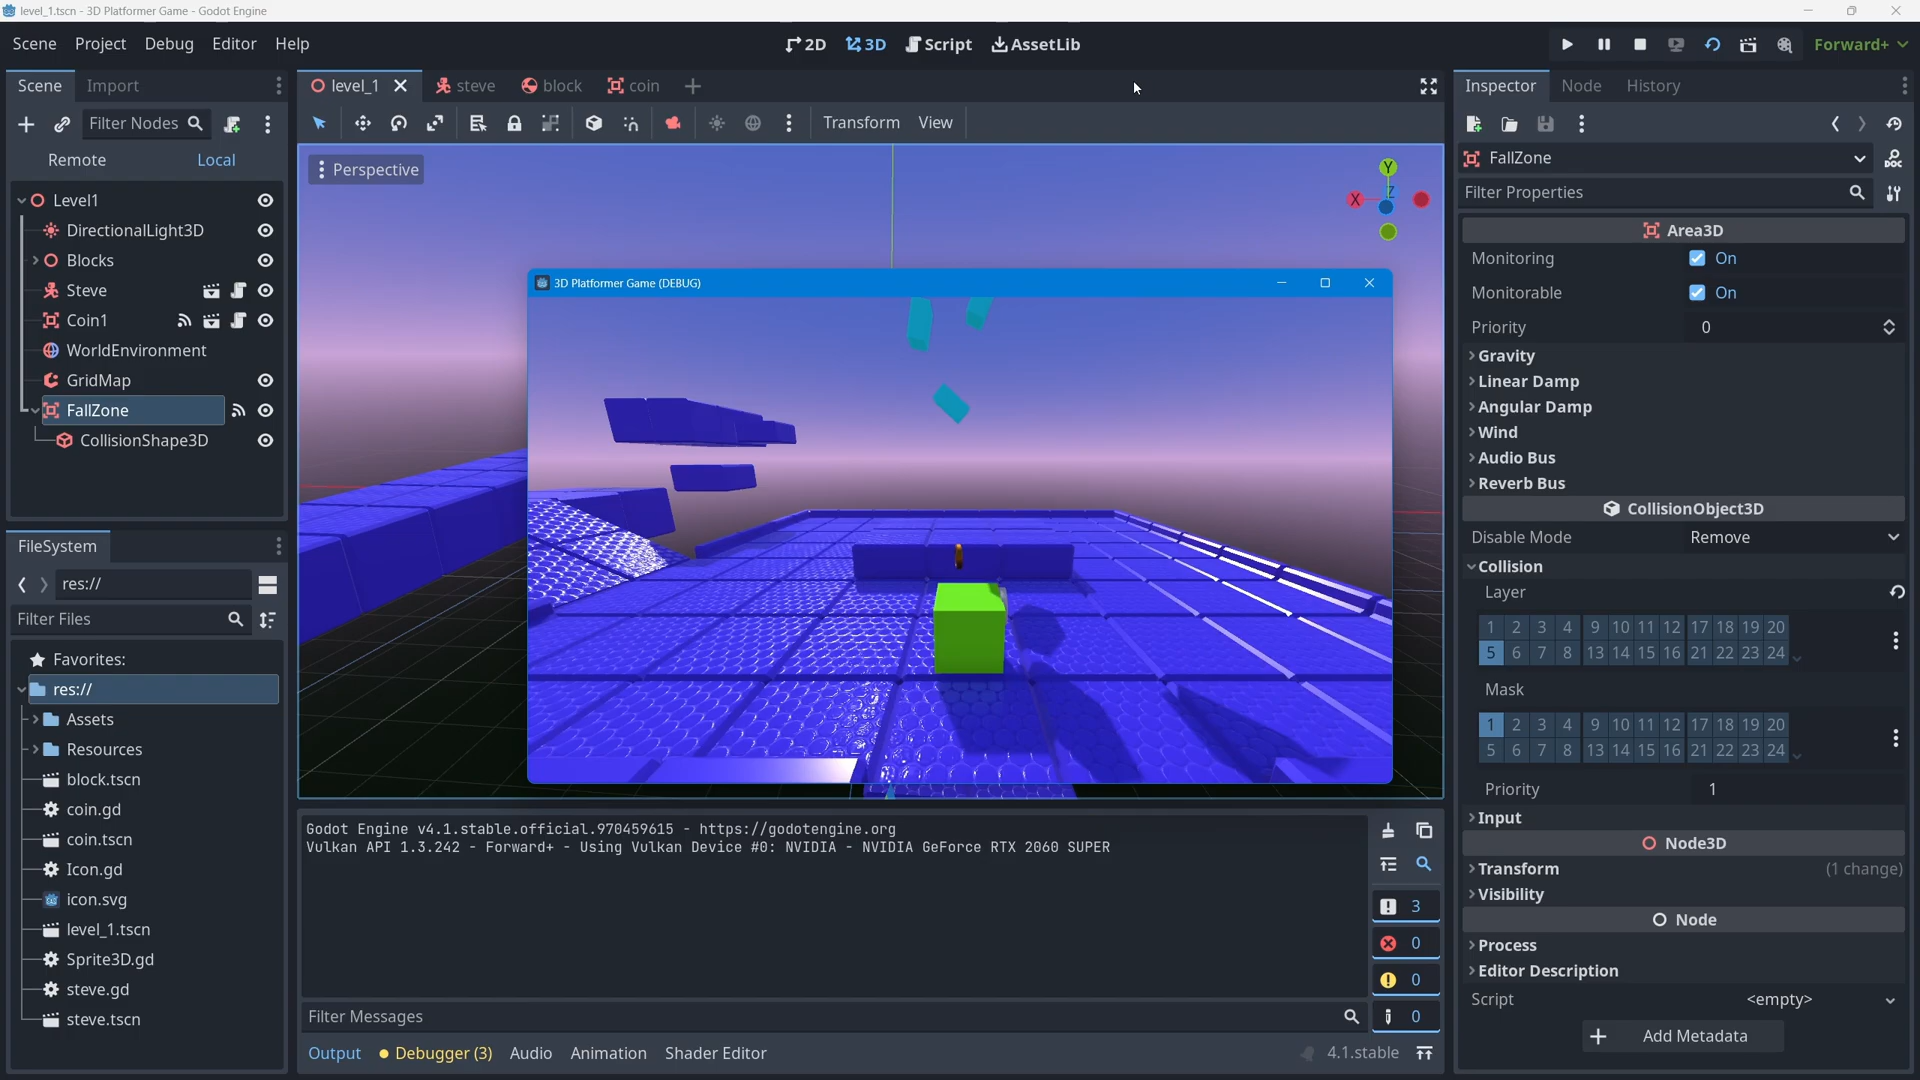 level_1.tscn - 3D Platformer Game - Godot Engine
Scene Project Debug Editor Help
2D 3D Script AssetLib
Forward+
Scene Import
level_1 steve block coin
Inspector Node History
Filter Nodes
Transform View
Remote Local
Perspective
Y
Z
X
FallZone
Filter Properties
Level1
DirectionalLight3D
Blocks
Steve
Coin1
WorldEnvironment
GridMap
FallZone
CollisionShape3D
3D Platformer Game (DEBUG)
Area3D
Monitoring On
Monitorable On
Priority 0
Gravity
Linear Damp
Angular Damp
Wind
Audio Bus
Reverb Bus
CollisionObject3D
Disable Mode Remove
Collision
Layer
1 2 3 4 9 10 11 12 17 18 19 20
5 6 7 8 13 14 15 16 21 22 23 24
Mask
1 2 3 4 9 10 11 12 17 18 19 20
5 6 7 8 13 14 15 16 21 22 23 24
Priority 1
Input
Node3D
Transform (1 change)
Visibility
Node
Process
Editor Description
Script <empty>
Add Metadata
FileSystem
res://
Filter Files
Favorites:
res://
Assets
Resources
block.tscn
coin.gd
coin.tscn
Icon.gd
icon.svg
level_1.tscn
Sprite3D.gd
steve.gd
steve.tscn
Godot Engine v4.1.stable.official.970459615 - https://godotengine.org
Vulkan API 1.3.242 - Forward+ - Using Vulkan Device #0: NVIDIA - NVIDIA GeForce RTX 2060 SUPER
3
0
0
0
Filter Messages
Output Debugger (3) Audio Animation Shader Editor
4.1.stable